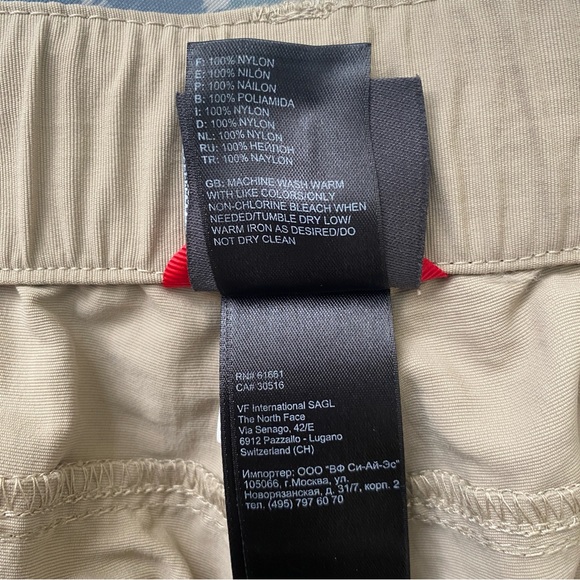 F: 100% NYLON
E: 100% NILÓN
P: 100% NÁILON
B: 100% POLIAMIDA
I: 100% NYLON
D: 100% NYLON
NL: 100% NYLON
RU: 100% НЕЙЛОН
TR: 100% NAYLON
GB: MACHINE WASH WARM
WITH LIKE COLORS/ONLY
NON-CHLORINE BLEACH WHEN
NEEDED/TUMBLE DRY LOW/
WARM IRON AS DESIRED/DO
NOT DRY CLEAN
RN# 61661
CA# 30516
VF International SAGL
The North Face
Via Senago, 42/E
6912 Pazzallo - Lugano
Switzerland (CH)
Импортер: ООО "ВФ Си-Ай-Эс"
105066, г.Москва, ул.
Новорязанская, д. 31/7, корп. 2
тел. (495) 797 60 70